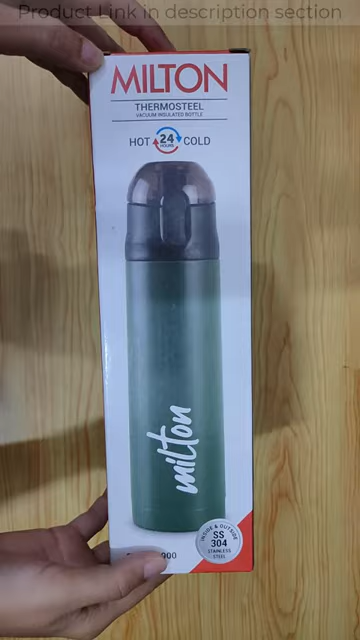 Product Link in description section
MILTON
THERMOSTEEL
VACUUM INSULATED BOTTLE
HOT 24 HOURS COLD
milton
900
INSIDE & OUTSIDE
SS
304
STAINLESS
STEEL